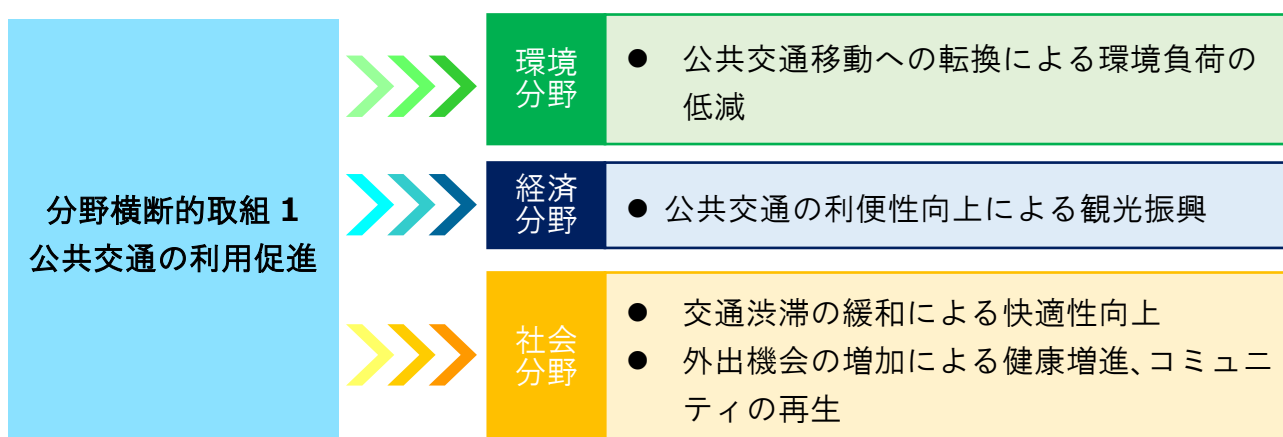 分野横断的取組 1
公共交通の利用促進
環境
分野
● 公共交通移動への転換による環境負荷の
低減
経済
分野
● 公共交通の利便性向上による観光振興
社会
分野
● 交通渋滞の緩和による快適性向上
● 外出機会の増加による健康増進、コミュニ
ティの再生